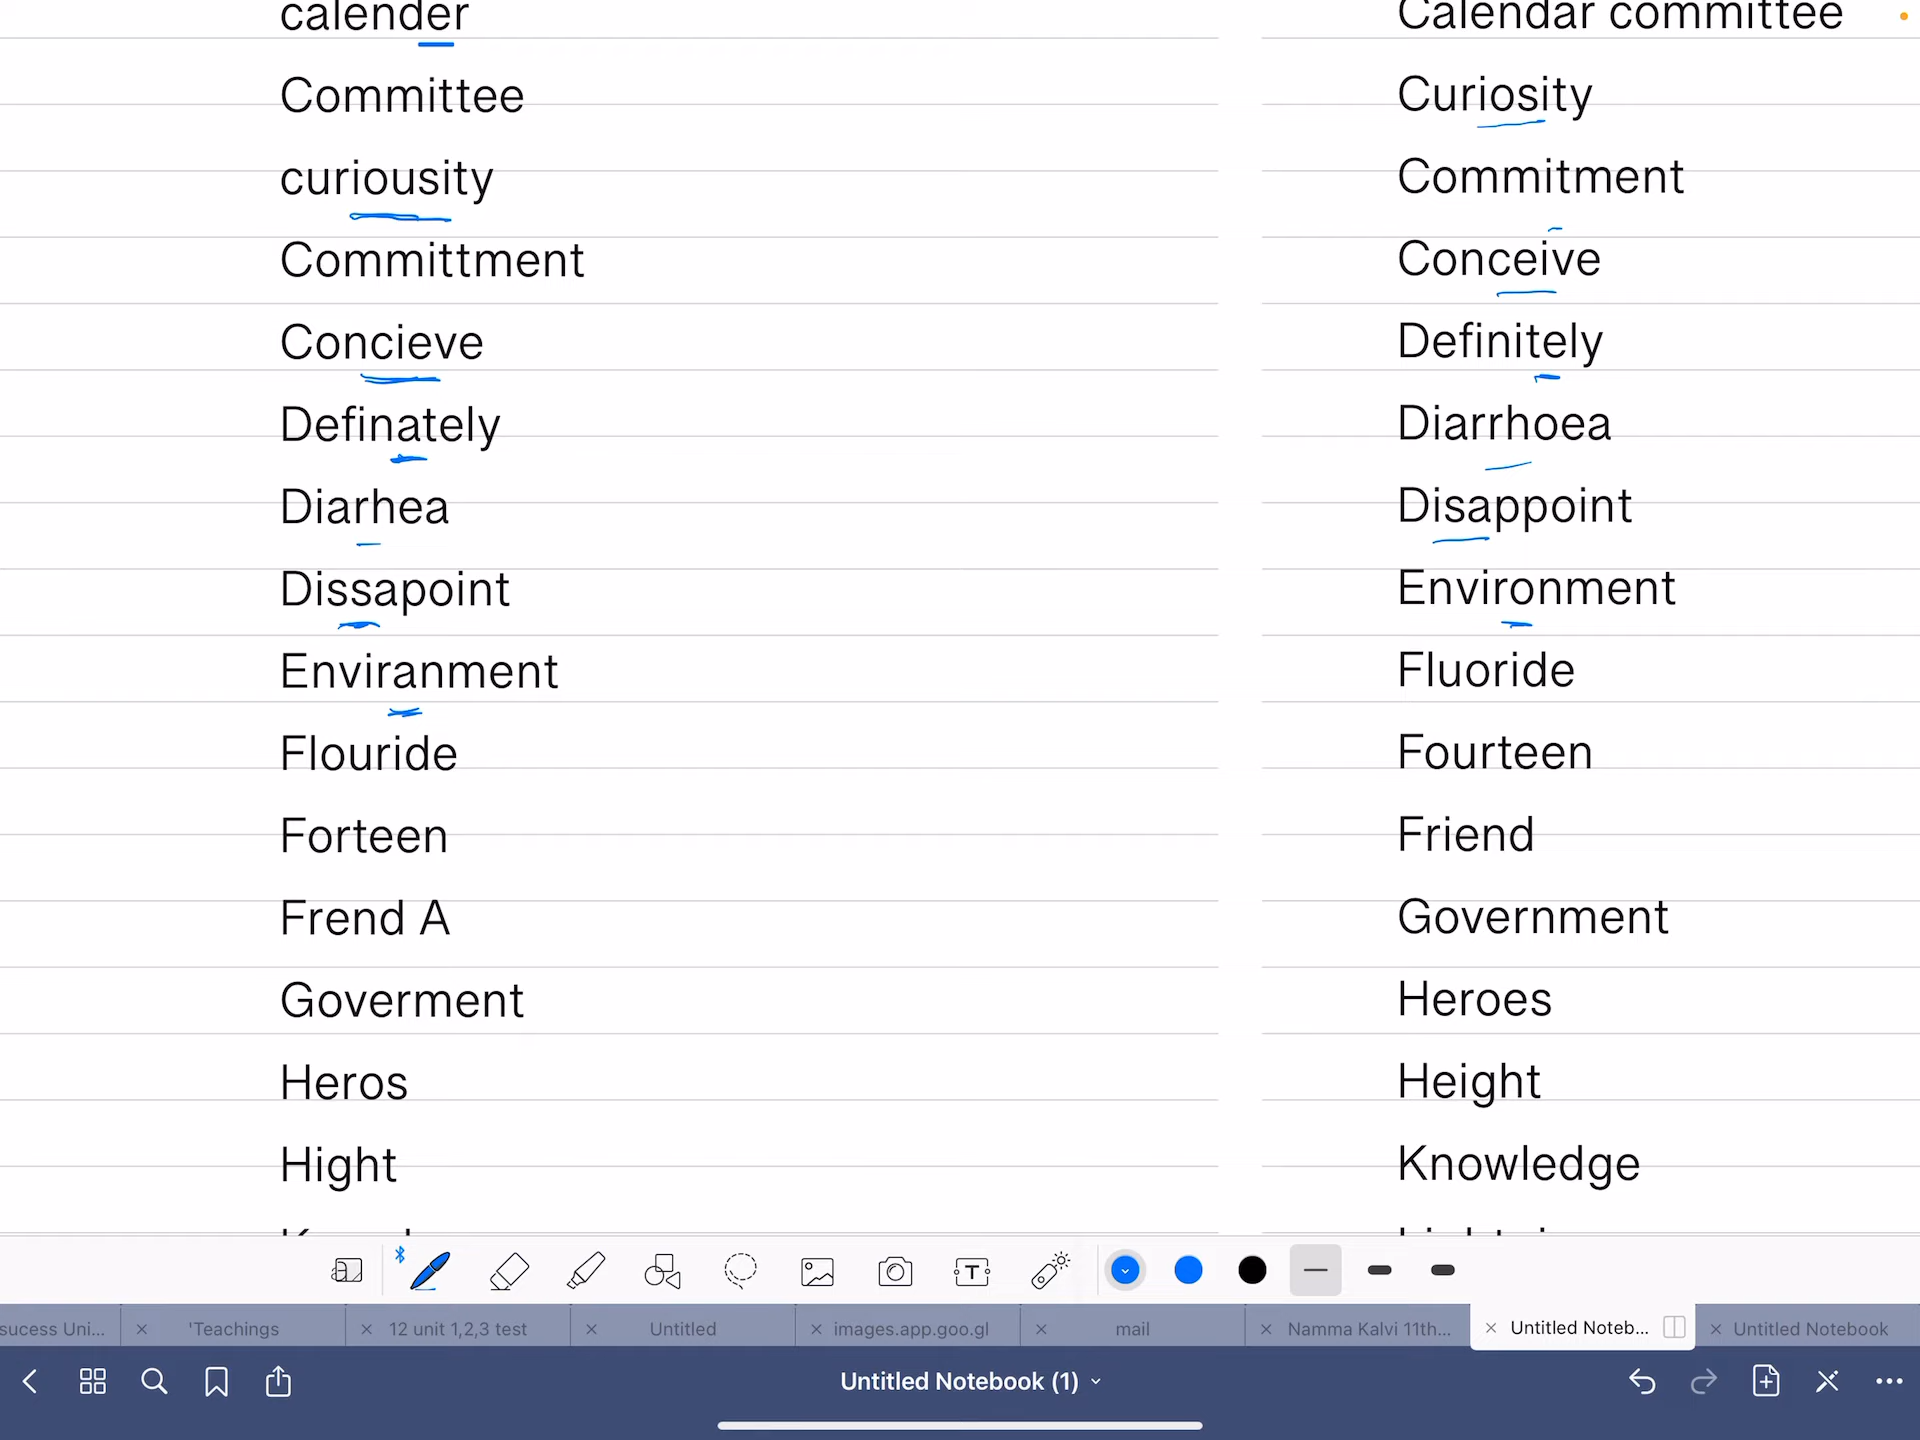 calender
Committee
curiousity
Committment
Concieve
Definately
Diarhea
Dissapoint
Enviranment
Flouride
Forteen
Frend A
Goverment
Heros
Hight
Calendar committee
Curiosity
Commitment
Conceive
Definitely
Diarrhoea
Disappoint
Environment
Fluoride
Fourteen
Friend
Government
Heroes
Height
Knowledge
sucess Uni...
'Teachings
12 unit 1,2,3 test
Untitled
images.app.goo.gl
mail
Namma Kalvi 11th...
Untitled Noteb...
Untitled Notebook
Untitled Notebook (1)